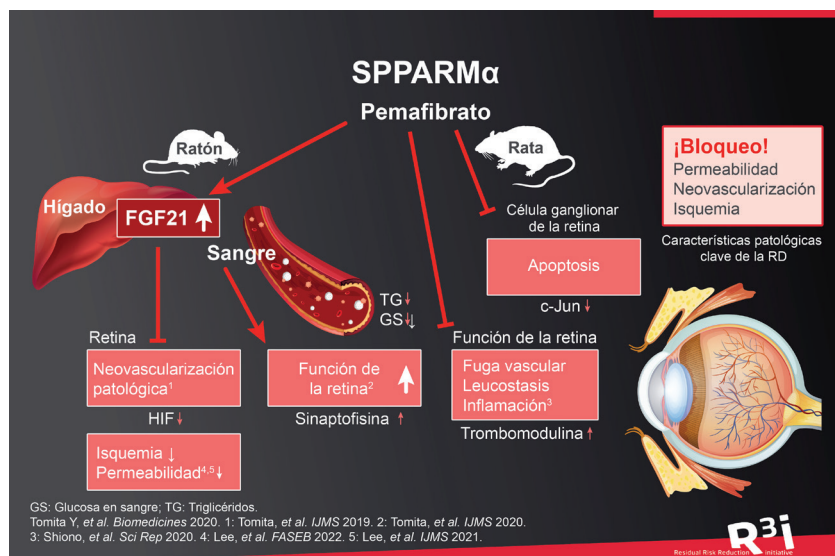 SPPARMα
Pemafibrato
Ratón
Rata
Hígado
FGF21
Sangre
TG ↓
GS ↓↓
Célula ganglionar
de la retina
Apoptosis
c-Jun ↓
¡Bloqueo!
Permeabilidad
Neovascularización
Isquemia
Características patológicas
clave de la RD
Retina
Neovascularización
patológica¹
HIF ↓
Isquemia ↓
Permeabilidad⁴,⁵ ↓
Función de
la retina²
Sinaptofisina ↑
Función de la retina
Fuga vascular
Leucostasis
Inflamación³
Trombomodulina ↑
GS: Glucosa en sangre; TG: Triglicéridos.
Tomita Y, et al. Biomedicines 2020. 1: Tomita, et al. IJMS 2019. 2: Tomita, et al. IJMS 2020.
3: Shiono, et al. Sci Rep 2020. 4: Lee, et al. FASEB 2022. 5: Lee, et al. IJMS 2021.
R³i
Residual Risk Reduction Initiative